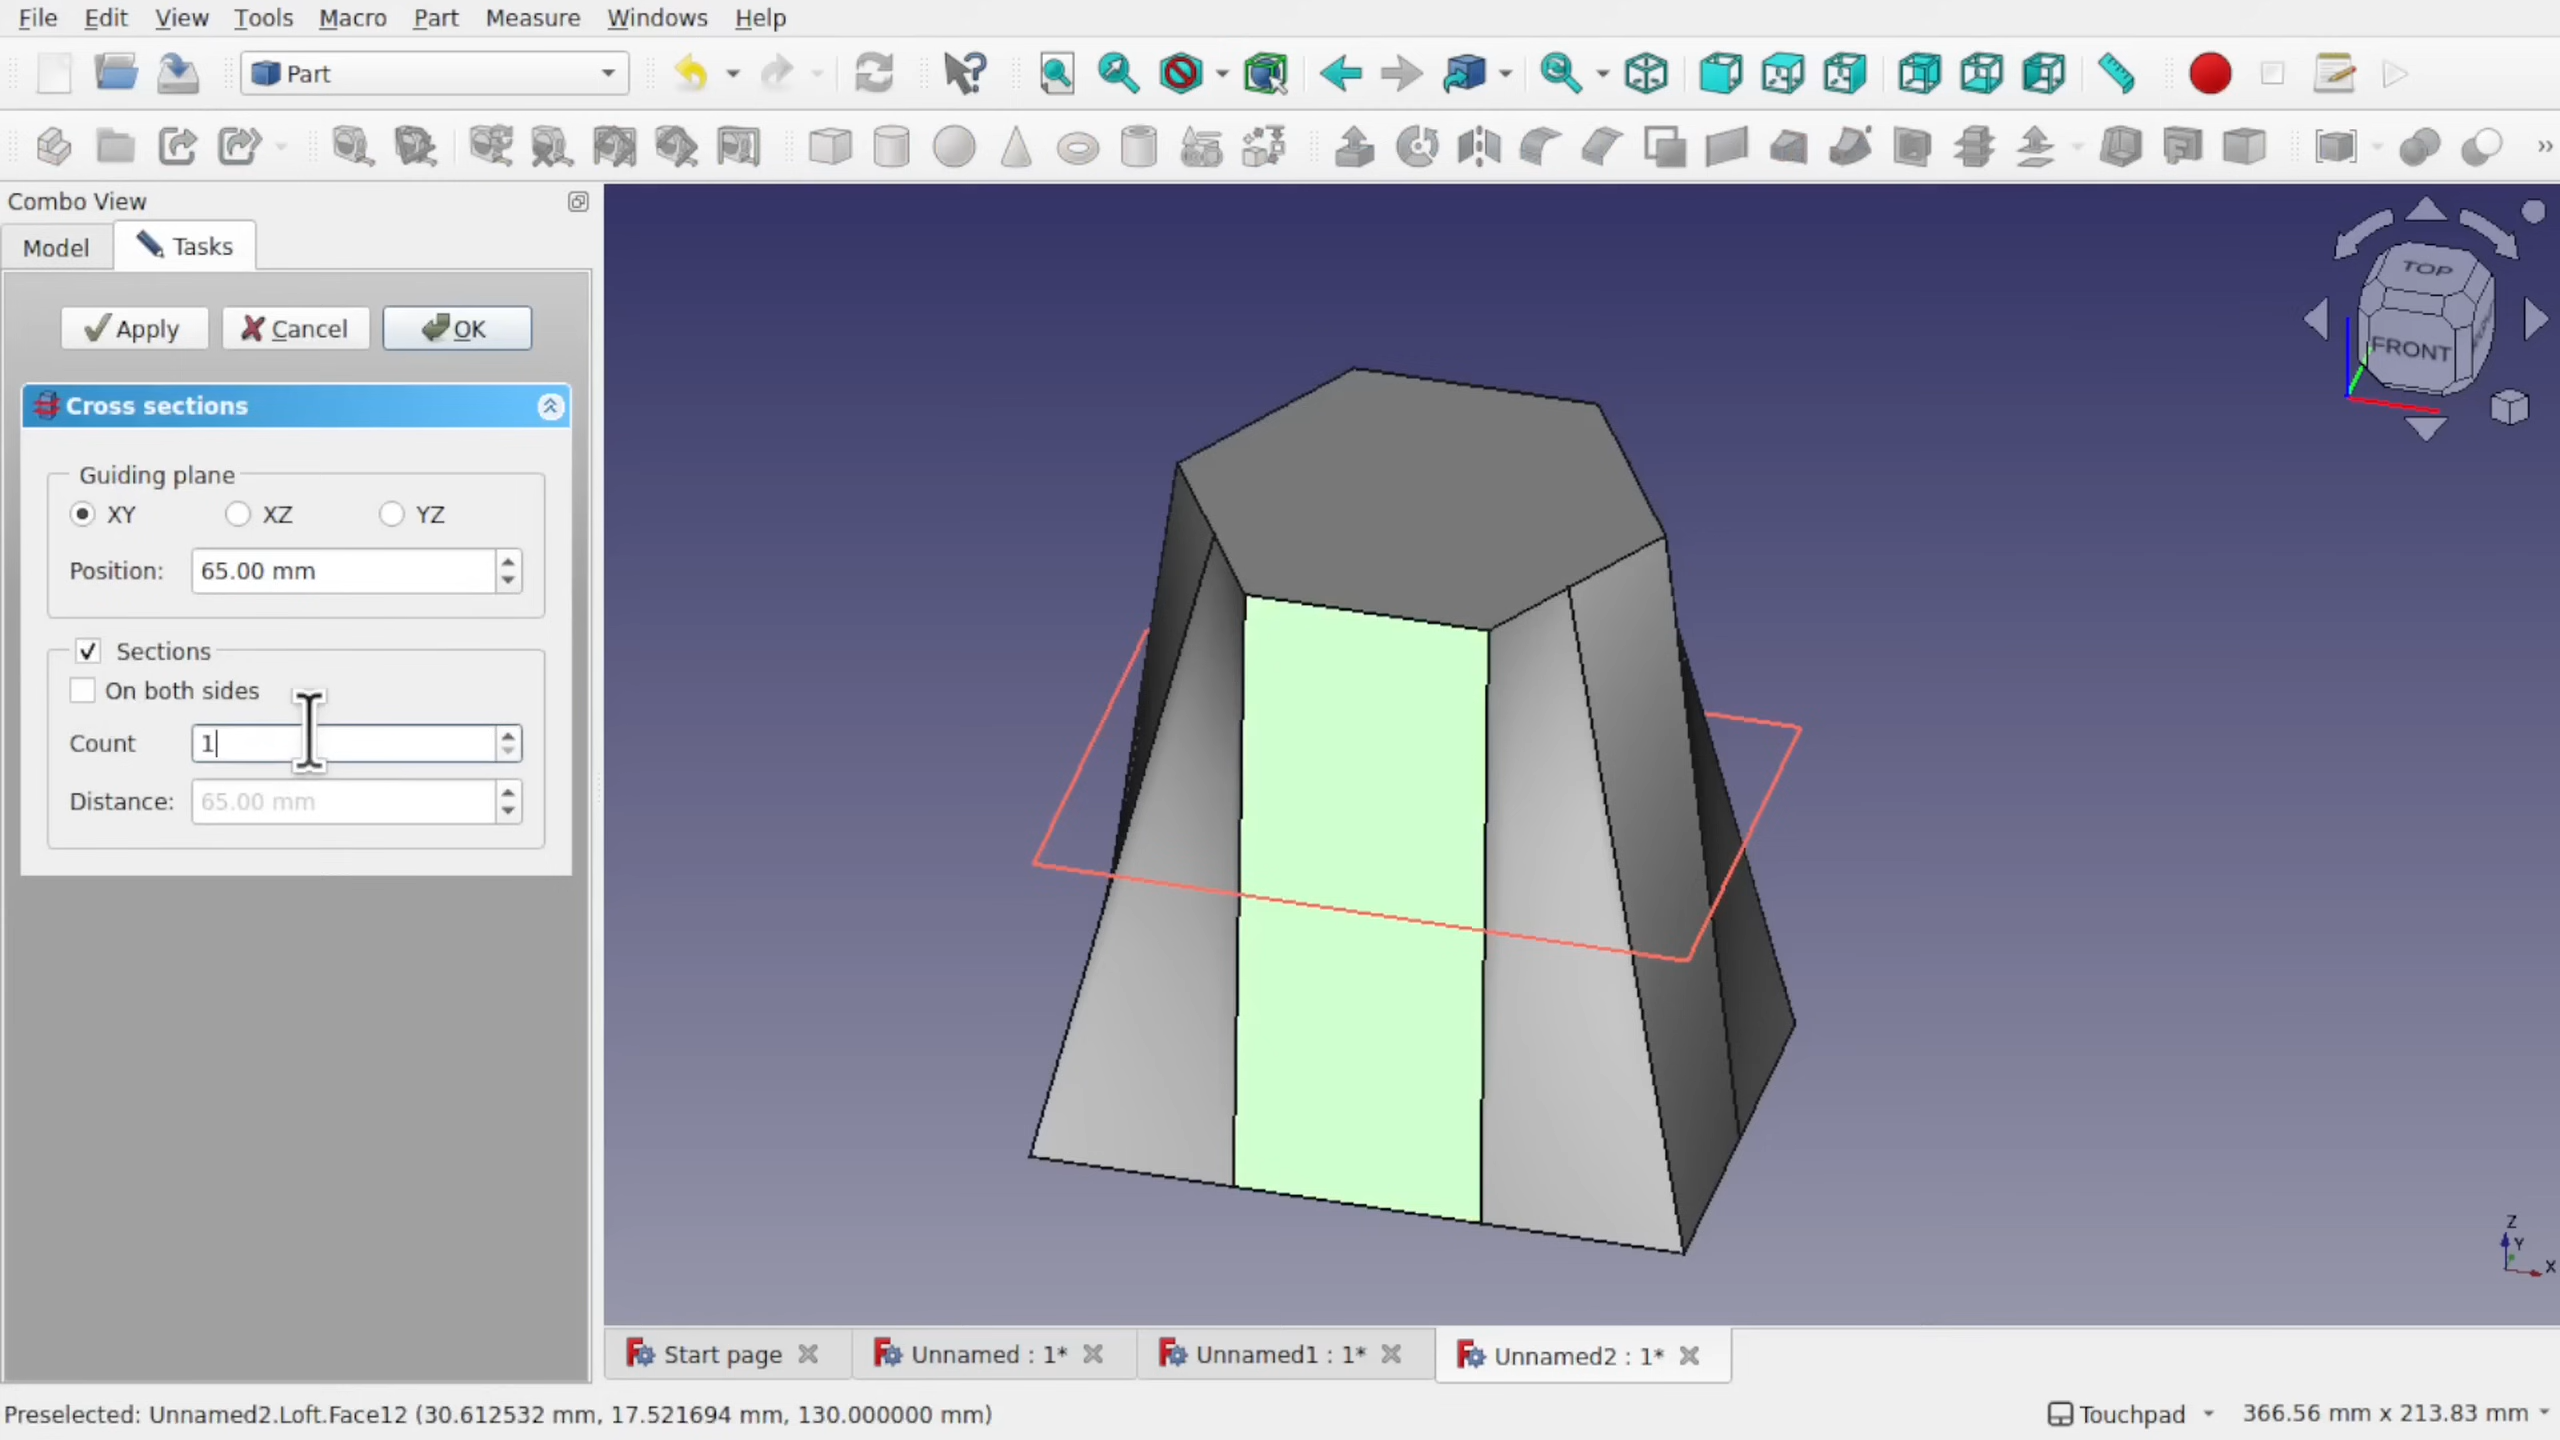 File Edit View Tools Macro Part Measure Windows Help
Part
Combo View
Model Tasks
Apply Cancel OK
Cross sections
Guiding plane
XY XZ YZ
Position: 65.00 mm
Sections
On both sides
Count 1
Distance: 65.00 mm
TOP
FRONT
Z
Y
X
Start page Unnamed : 1* Unnamed1 : 1* Unnamed2 : 1*
Preselected: Unnamed2.Loft.Face12 (30.612532 mm, 17.521694 mm, 130.000000 mm) Touchpad 366.56 mm x 213.83 mm